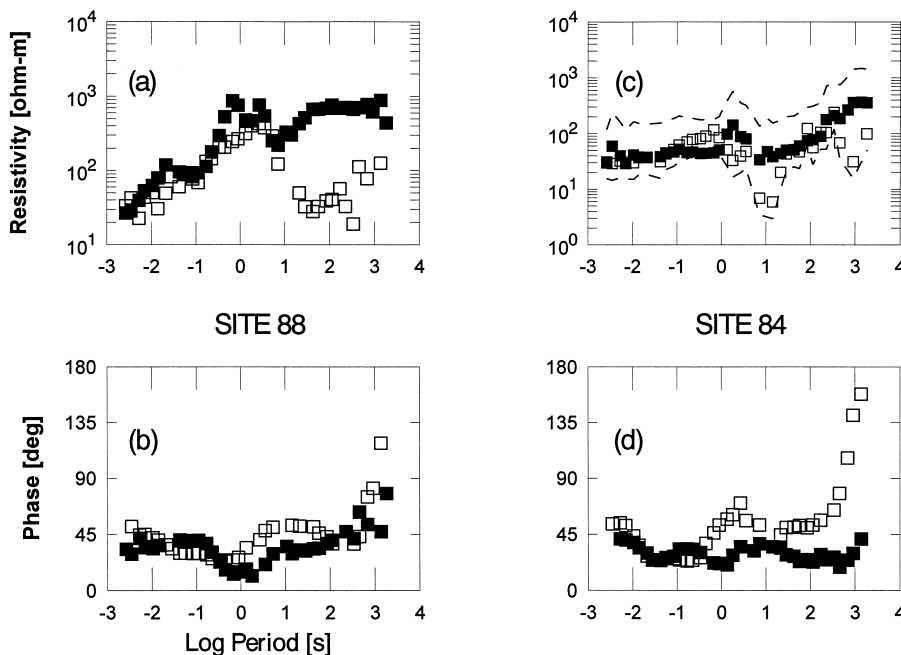 Resistivity [ohm-m]
10⁴
10³
10²
10¹
(a)
-3 -2 -1 0 1 2 3 4
10⁴
10³
10²
10¹
10⁰
(c)
-3 -2 -1 0 1 2 3 4
SITE 88
SITE 84
Phase [deg]
180
135
90
45
0
(b)
-3 -2 -1 0 1 2 3 4
Log Period [s]
180
135
90
45
0
(d)
-3 -2 -1 0 1 2 3 4